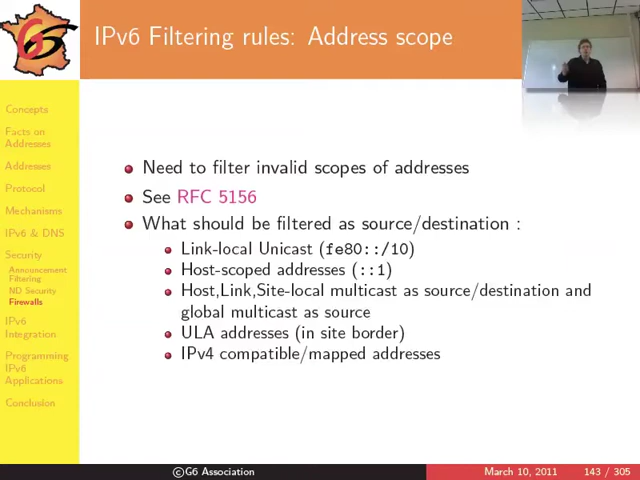 G6
IPv6 Filtering rules: Address scope
Concepts
Facts on
Addresses
Addresses
Protocol
Mechanisms
IPv6 & DNS
Security
Announcement
Filtering
ND Security
Firewalls
IPv6
Integration
Programming
IPv6
Applications
Conclusion
Need to filter invalid scopes of addresses
See RFC 5156
What should be filtered as source/destination :
Link-local Unicast (fe80::/10)
Host-scoped addresses (::1)
Host,Link,Site-local multicast as source/destination and
global multicast as source
ULA addresses (in site border)
IPv4 compatible/mapped addresses
©G6 Association
March 10, 2011
143 / 305